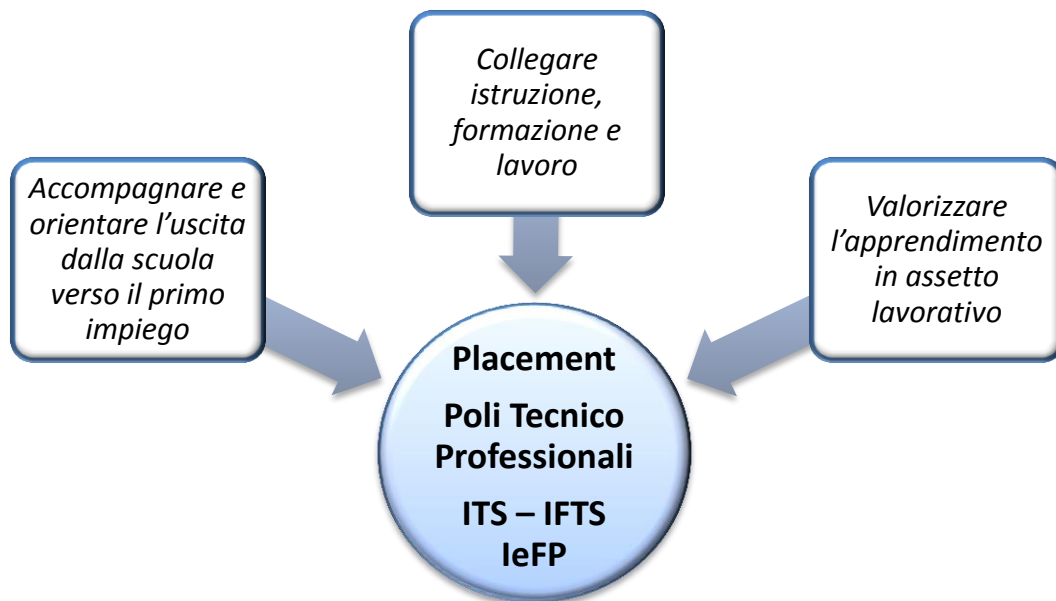 Collegare
istruzione,
formazione e
lavoro
Accompagnare e
orientare l’uscita
dalla scuola
verso il primo
impiego
Valorizzare
l’apprendimento
in assetto
lavorativo
Placement
Poli Tecnico
Professionali
ITS – IFTS
IeFP